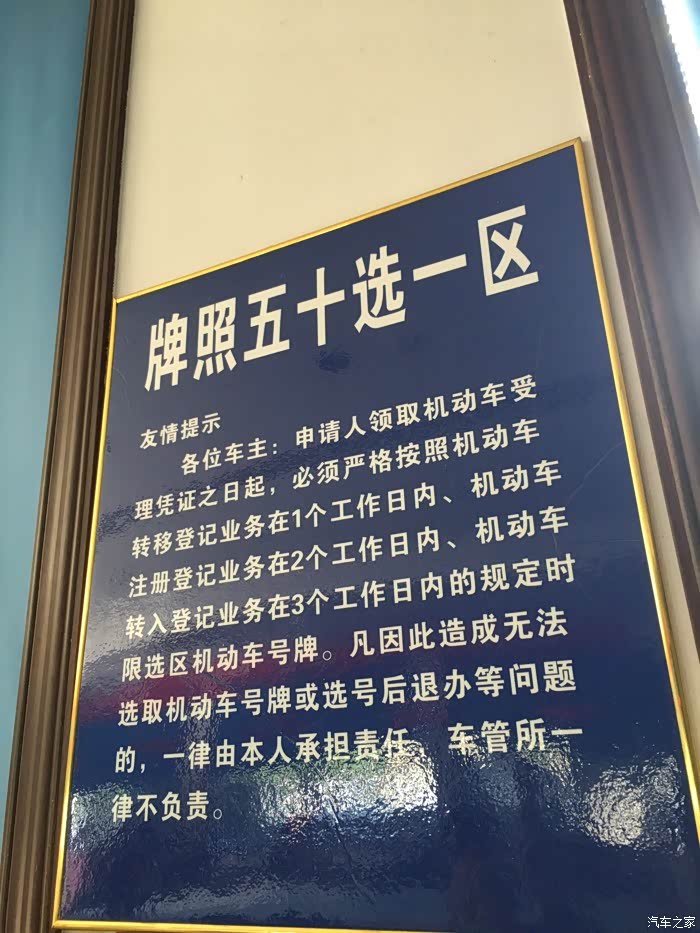 牌照五十选一区
友情提示
各位车主：申请人领取机动车受
理凭证之日起，必须严格按照机动车
转移登记业务在1个工作日内、机动车
注册登记业务在2个工作日内、机动车
转入登记业务在3个工作日内的规定时
限选区机动车号牌。凡因此造成无法
选取机动车号牌或选号后退办等问题
的，一律由本人承担责任，车管所一
律不负责。
汽车之家